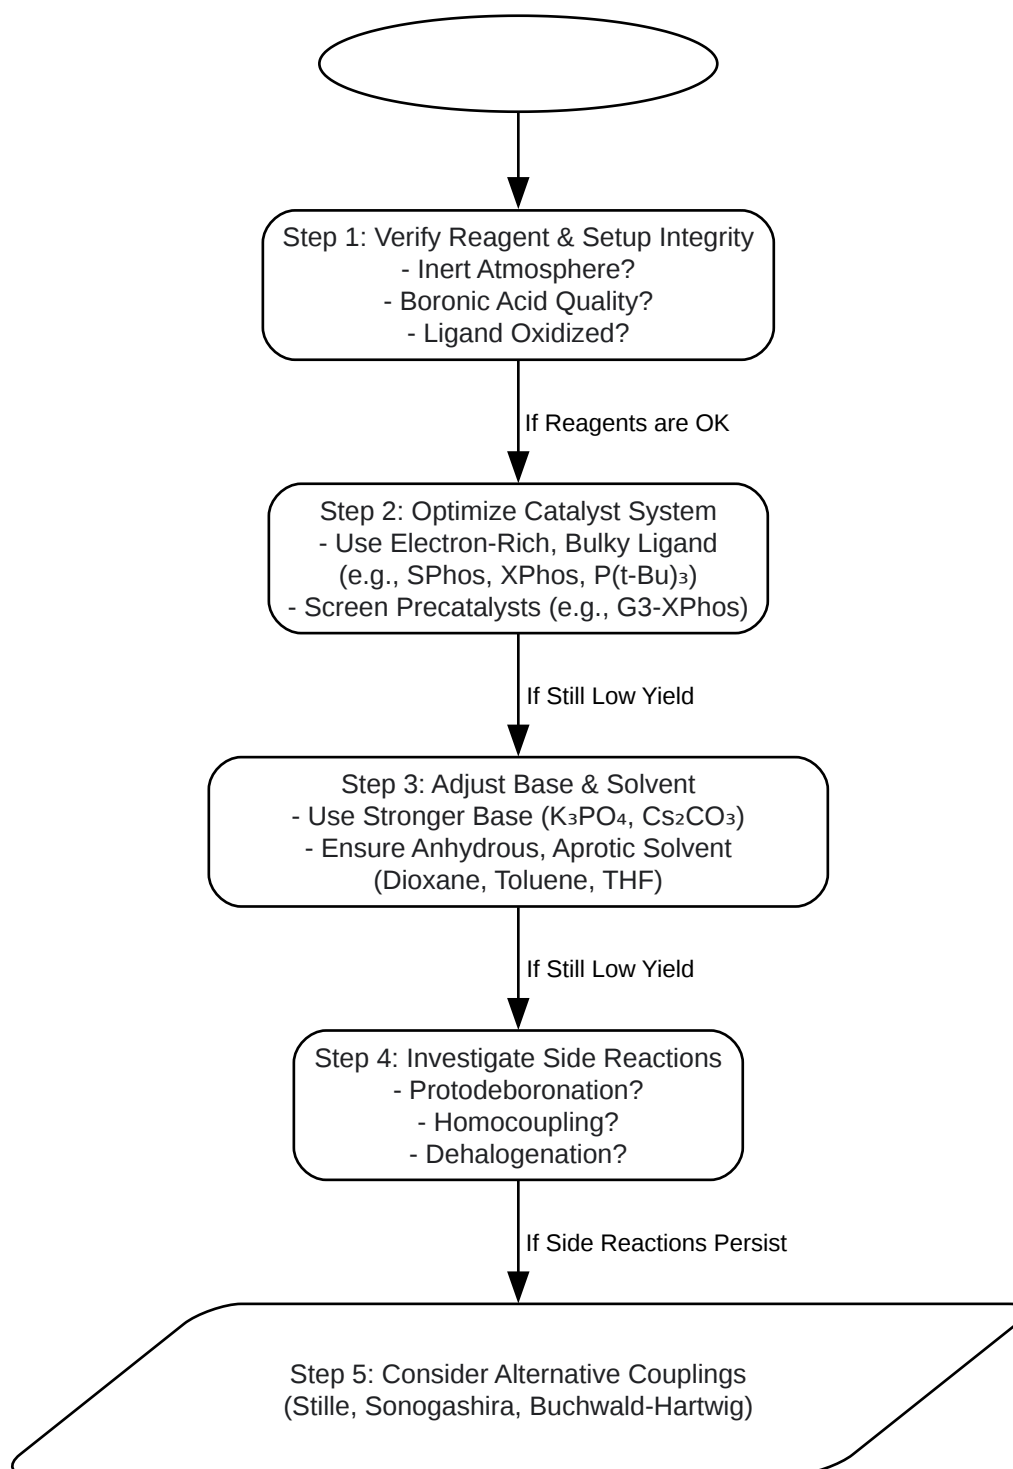 Step 1: Verify Reagent & Setup Integrity
- Inert Atmosphere?
- Boronic Acid Quality?
- Ligand Oxidized?
If Reagents are OK
Step 2: Optimize Catalyst System
- Use Electron-Rich, Bulky Ligand
(e.g., SPhos, XPhos, P(t-Bu)₃)
- Screen Precatalysts (e.g., G3-XPhos)
If Still Low Yield
Step 3: Adjust Base & Solvent
- Use Stronger Base (K₃PO₄, Cs₂CO₃)
- Ensure Anhydrous, Aprotic Solvent
(Dioxane, Toluene, THF)
If Still Low Yield
Step 4: Investigate Side Reactions
- Protodeboronation?
- Homocoupling?
- Dehalogenation?
If Side Reactions Persist
Step 5: Consider Alternative Couplings
(Stille, Sonogashira, Buchwald-Hartwig)